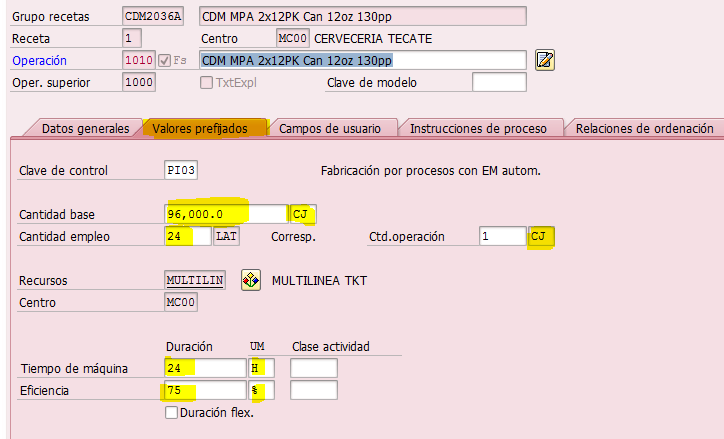 Grupo recetas CDM2036A CDM MPA 2x12PK Can 12oz 130pp
Receta 1 Centro MC00 CERVECERIA TECATE
Operación 1010 Fs CDM MPA 2x12PK Can 12oz 130pp
Oper. superior 1000 TxtExpl Clave de modelo
Datos generales Valores prefijados Campos de usuario Instrucciones de proceso Relaciones de ordenación
Clave de control PI03 Fabricación por procesos con EM autom.
Cantidad base 96,000.0 CJ
Cantidad empleo 24 LAT Corresp. Ctd.operación 1 CJ
Recursos MULTILIN MULTILINEA TKT
Centro MC00
Duración UM Clase actividad
Tiempo de máquina 24 H
Eficiencia 75 %
Duración flex.